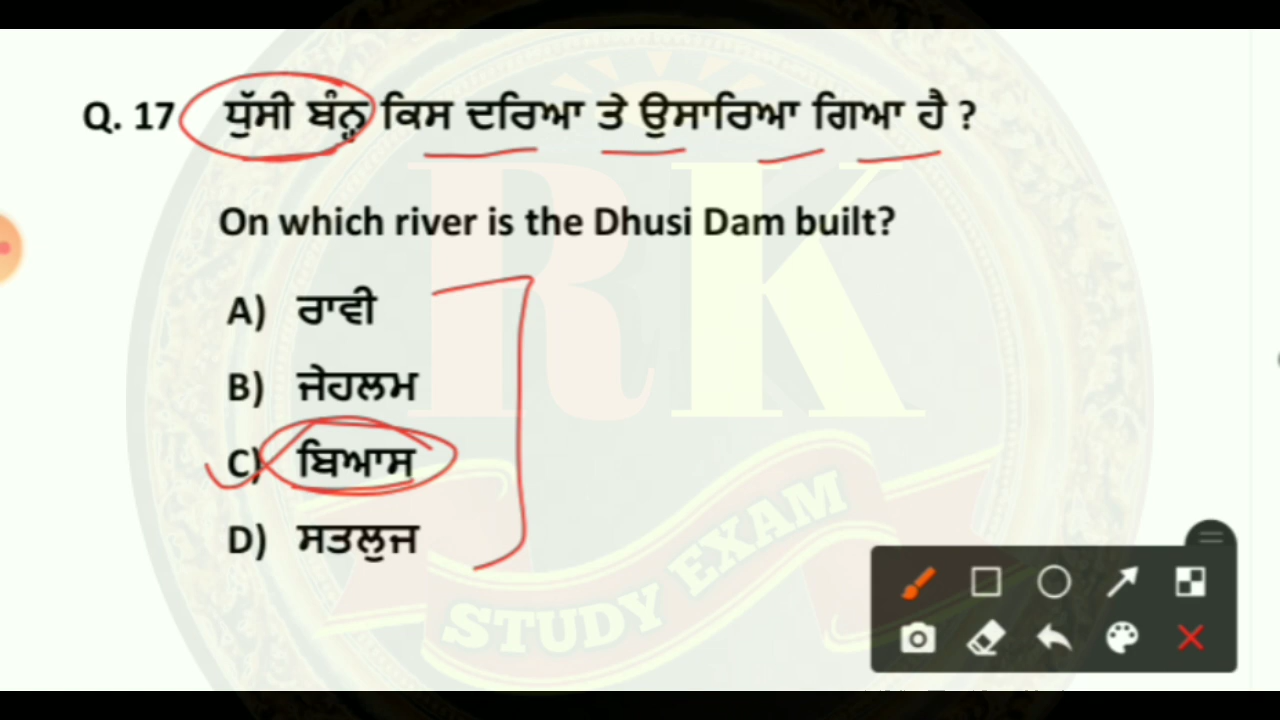 Q. 17 ਧੁੱਸੀ ਬੰਨ੍ਹ ਕਿਸ ਦਰਿਆ ਤੇ ਉਸਾਰਿਆ ਗਿਆ ਹੈ ?
On which river is the Dhusi Dam built?
A) ਰਾਵੀ
B) ਜੇਹਲਮ
C) ਬਿਆਸ
D) ਸਤਲੁਜ
RK
STUDY EXAM